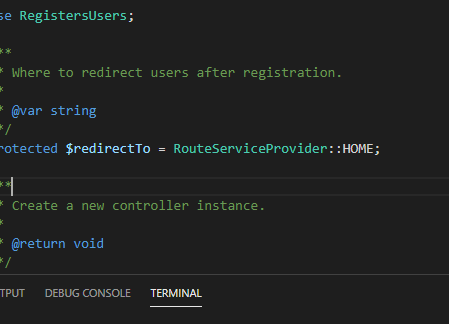 se RegistersUsers;
**
* Where to redirect users after registration.
*
* @var string
*/
rotected $redirectTo = RouteServiceProvider::HOME;
**
* Create a new controller instance.
*
* @return void
*/
TPUT DEBUG CONSOLE TERMINAL